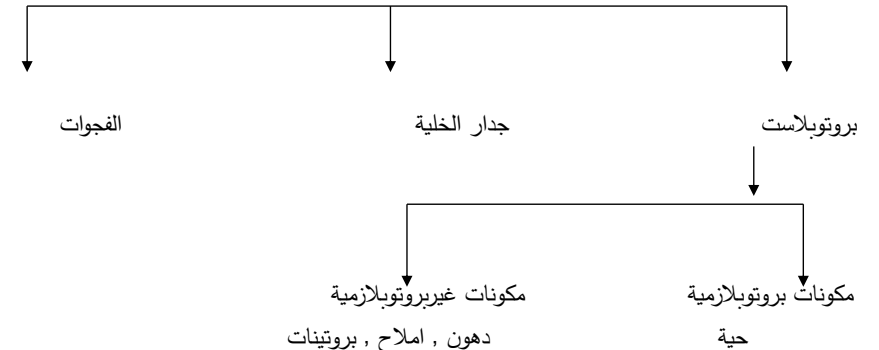 بروتوبلاست
جدار الخلية
الفجوات
مكونات بروتوبلازمية
حية
مكونات غيربروتوبلازمية
دهون , املاح , بروتينات